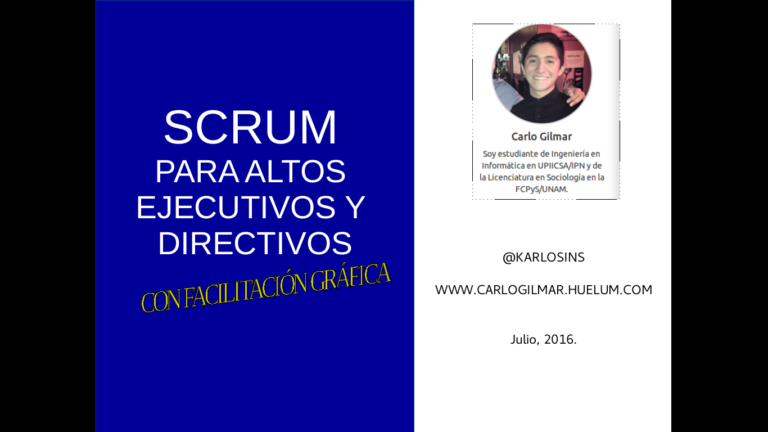 SCRUM
PARA ALTOS
EJECUTIVOS Y
DIRECTIVOS
CON FACILITACIÓN GRÁFICA
Carlo Gilmar
Soy estudiante de Ingeniería en
Informática en UPIICSA/IPN y de
la Licenciatura en Sociología en la
FCPyS/UNAM.
@KARLOSINS
WWW.CARLOGILMAR.HUELUM.COM
Julio, 2016.